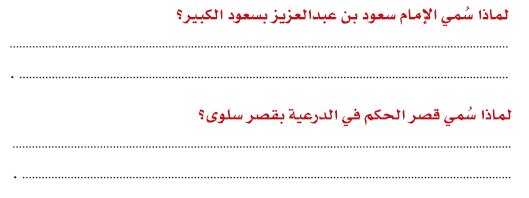 لماذا سُمي الإمام سعود بن عبدالعزيز بسعود الكبير؟
................................................................................
................................................................................ .
لماذا سُمي قصر الحكم في الدرعية بقصر سلوى؟
................................................................................
................................................................................ .